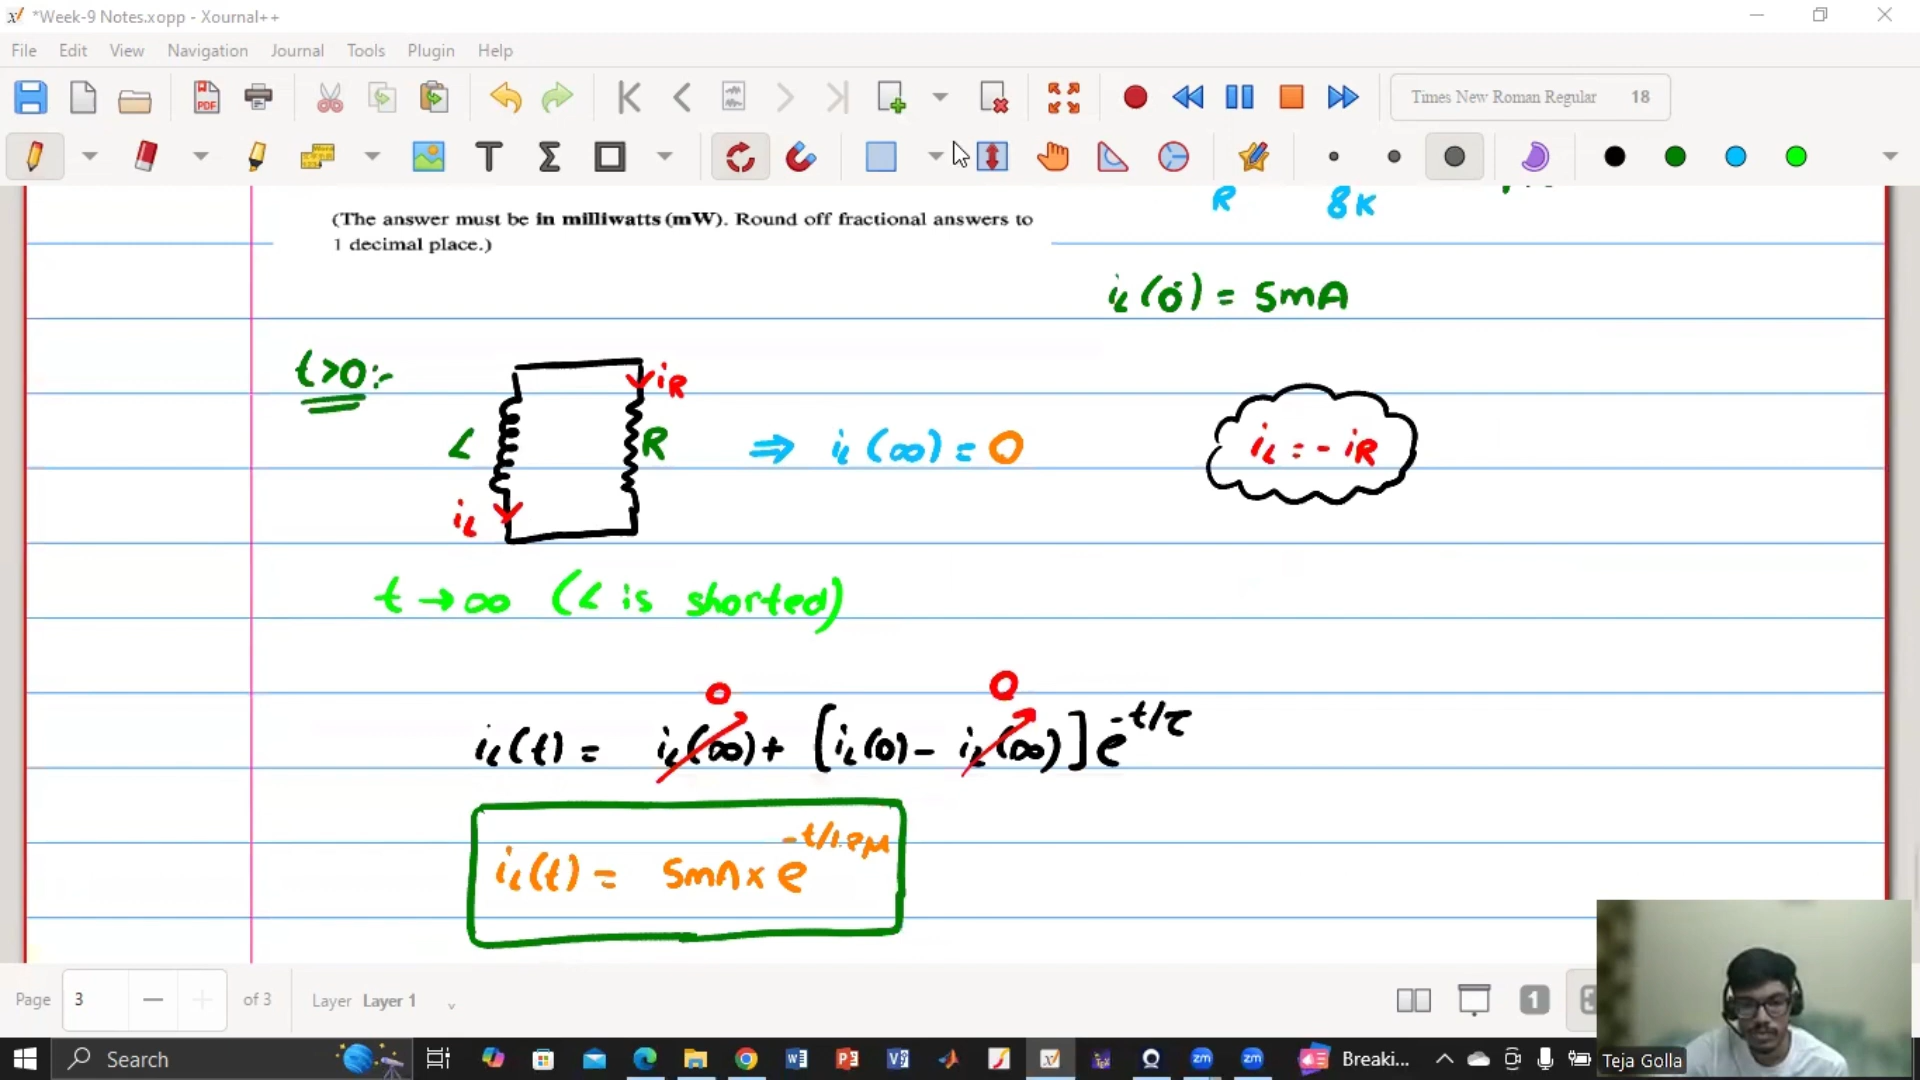 *Week-9 Notes.xopp - Xournal++
File Edit View Navigation Journal Tools Plugin Help
Times New Roman Regular 18
R 8K
(The answer must be in milliwatts (mW). Round off fractional answers to
1 decimal place.)
iL(0) = 5mA
t>0:-
iR
L R ⇒ iL(∞) = 0
iL = - iR
iL
t → ∞ (L is shorted)
0 0
iL(t) = iL(∞) + [iL(0) - iL(∞)] e^-t/τ
iL(t) = 5mA x e^-t/1.2μ
Page 3 of 3 Layer Layer 1
1
Search
Breaki...
Teja Golla